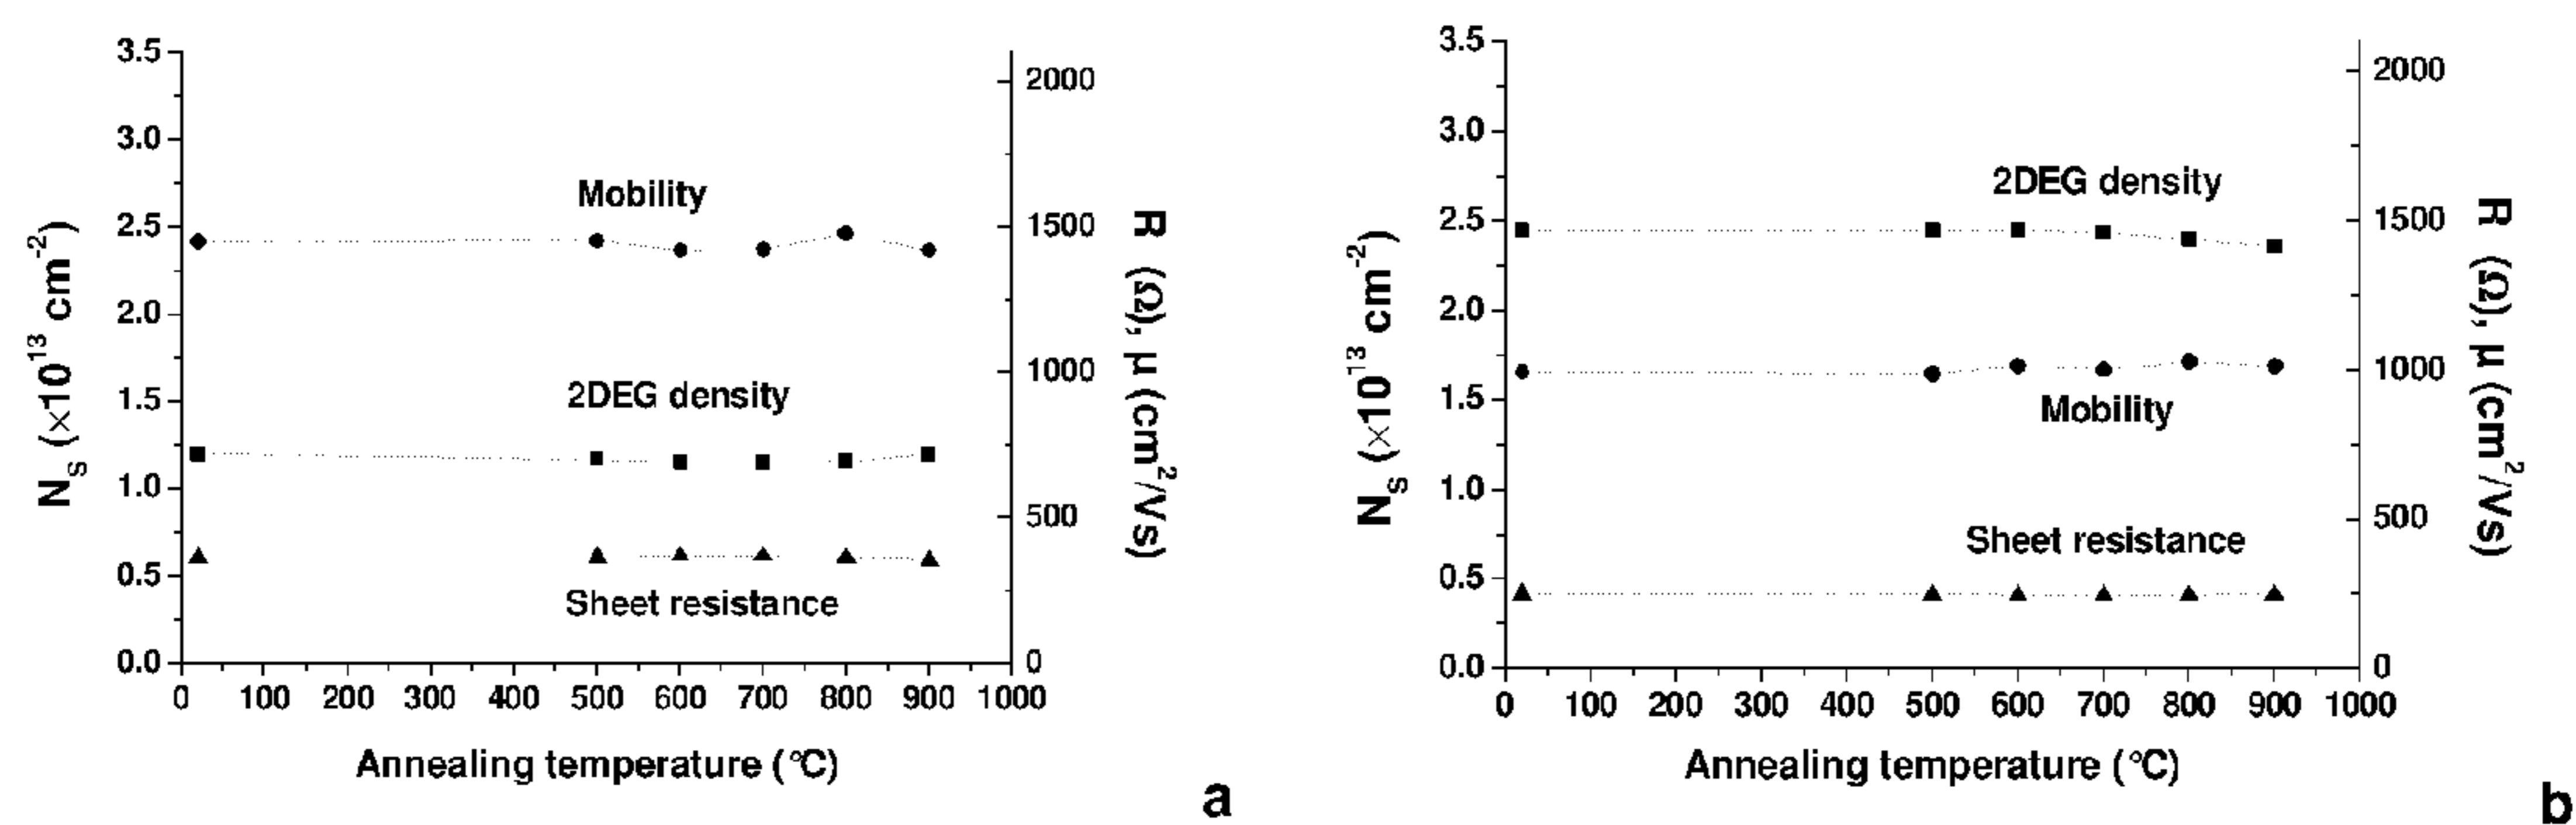 3.5
3.0
2.5
2.0
1.5
1.0
0.5
0.0
N_S (×10^13 cm^-2)
Mobility
2DEG density
Sheet resistance
2000
1500
1000
500
0
R (Ω), μ (cm^2/Vs)
0 100 200 300 400 500 600 700 800 900 1000
Annealing temperature (°C)
a
3.5
3.0
2.5
2.0
1.5
1.0
0.5
0.0
N_S (×10^13 cm^-2)
2DEG density
Mobility
Sheet resistance
2000
1500
1000
500
0
R (Ω), μ (cm^2/Vs)
0 100 200 300 400 500 600 700 800 900 1000
Annealing temperature (°C)
b